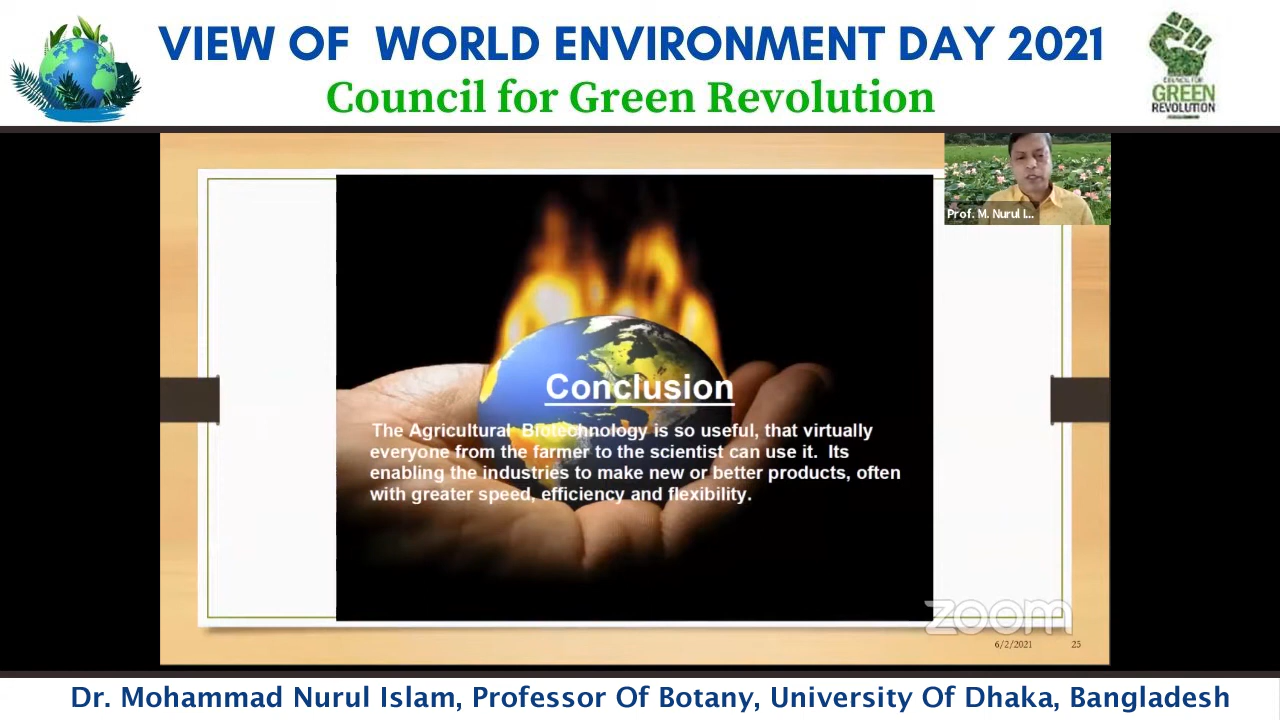 VIEW OF WORLD ENVIRONMENT DAY 2021
Council for Green Revolution
COUNCIL FOR
GREEN
REVOLUTION
Prof. M. Nurul I...
Conclusion
The Agricultural Biotechnology is so useful, that virtually
everyone from the farmer to the scientist can use it. Its
enabling the industries to make new or better products, often
with greater speed, efficiency and flexibility.
zoom
6/2/2021 25
Dr. Mohammad Nurul Islam, Professor Of Botany, University Of Dhaka, Bangladesh